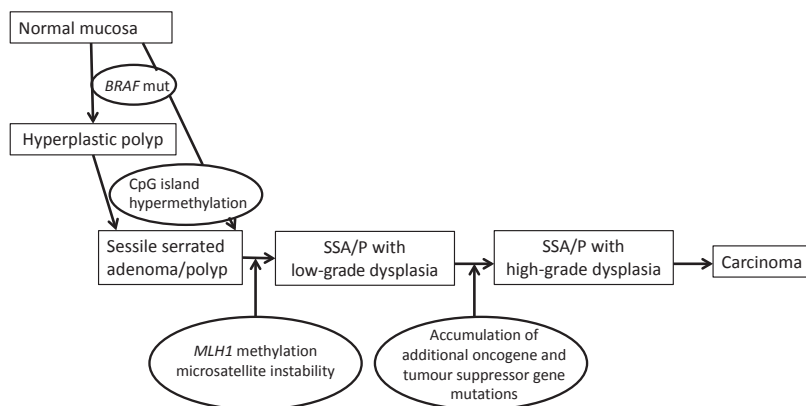 Normal mucosa
BRAF mut
Hyperplastic polyp
CpG island
hypermethylation
Sessile serrated
adenoma/polyp
SSA/P with
low-grade dysplasia
SSA/P with
high-grade dysplasia
Carcinoma
MLH1 methylation
microsatellite instability
Accumulation of
additional oncogene and
tumour suppressor gene
mutations